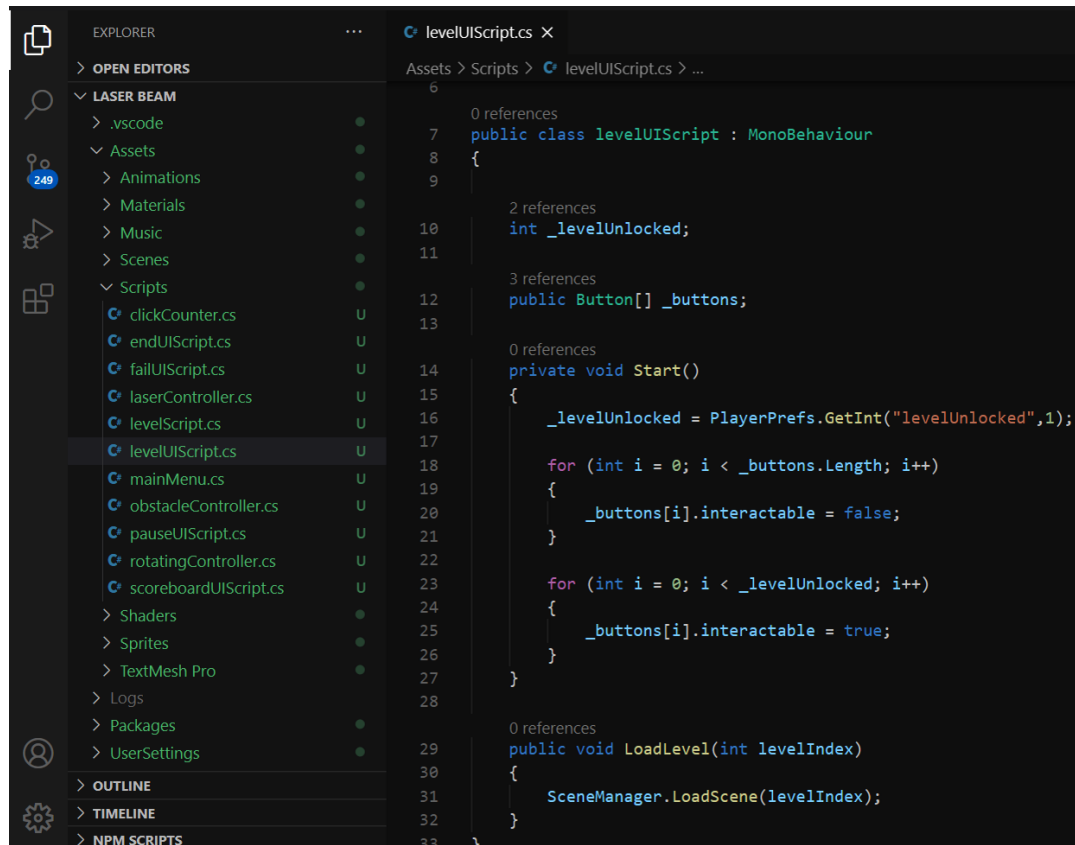 EXPLORER
OPEN EDITORS
LASER BEAM
.vscode
Assets
Animations
Materials
Music
Scenes
Scripts
C# clickCounter.cs U
C# endUIScript.cs U
C# failUIScript.cs U
C# laserController.cs U
C# levelScript.cs U
C# levelUIScript.cs U
C# mainMenu.cs U
C# obstacleController.cs U
C# pauseUIScript.cs U
C# rotatingController.cs U
C# scoreboardUIScript.cs U
Shaders
Sprites
TextMesh Pro
Logs
Packages
UserSettings
OUTLINE
TIMELINE
NPM SCRIPTS
249
C# levelUIScript.cs
Assets > Scripts > C# levelUIScript.cs > ...
6
0 references
7 public class levelUIScript : MonoBehaviour
8 {
9
2 references
10 int _levelUnlocked;
11
3 references
12 public Button[] _buttons;
13
0 references
14 private void Start()
15 {
16 _levelUnlocked = PlayerPrefs.GetInt("levelUnlocked",1);
17
18 for (int i = 0; i < _buttons.Length; i++)
19 {
20 _buttons[i].interactable = false;
21 }
22
23 for (int i = 0; i < _levelUnlocked; i++)
24 {
25 _buttons[i].interactable = true;
26 }
27 }
28
0 references
29 public void LoadLevel(int levelIndex)
30 {
31 SceneManager.LoadScene(levelIndex);
32 }
33 }